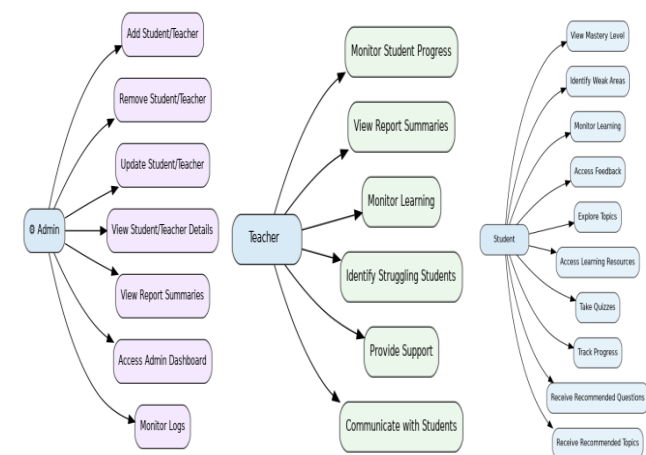 ⚙ Admin
Add Student/Teacher
Remove Student/Teacher
Update Student/Teacher
View Student/Teacher Details
View Report Summaries
Access Admin Dashboard
Monitor Logs
Teacher
Monitor Student Progress
View Report Summaries
Monitor Learning
Identify Struggling Students
Provide Support
Communicate with Students
Student
View Mastery Level
Identify Weak Areas
Monitor Learning
Access Feedback
Explore Topics
Access Learning Resources
Take Quizzes
Track Progress
Receive Recommended Questions
Receive Recommended Topics